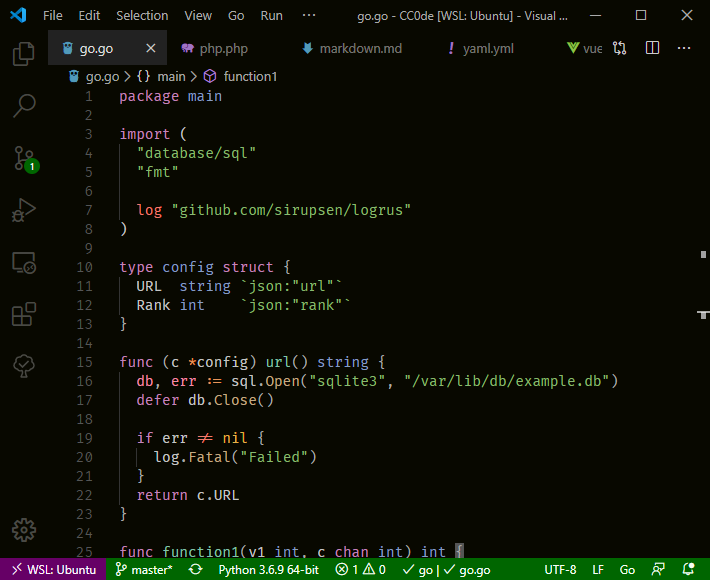 File Edit Selection View Go Run ··· go.go - CC0de [WSL: Ubuntu] - Visual ...
go.go php.php markdown.md yaml.yml vue
go.go > {} main > function1
1 package main
2
3 import (
4 "database/sql"
5 "fmt"
6
7 log "github.com/sirupsen/logrus"
8 )
9
10 type config struct {
11 URL  string `json:"url"`
12 Rank int    `json:"rank"`
13 }
14
15 func (c *config) url() string {
16 db, err := sql.Open("sqlite3", "/var/lib/db/example.db")
17 defer db.Close()
18
19 if err ≠ nil {
20 log.Fatal("Failed")
21 }
22 return c.URL
23 }
24
25 func function1(v1 int, c chan int) int {
1
WSL: Ubuntu master* Python 3.6.9 64-bit 1 0 go | go.go UTF-8 LF Go